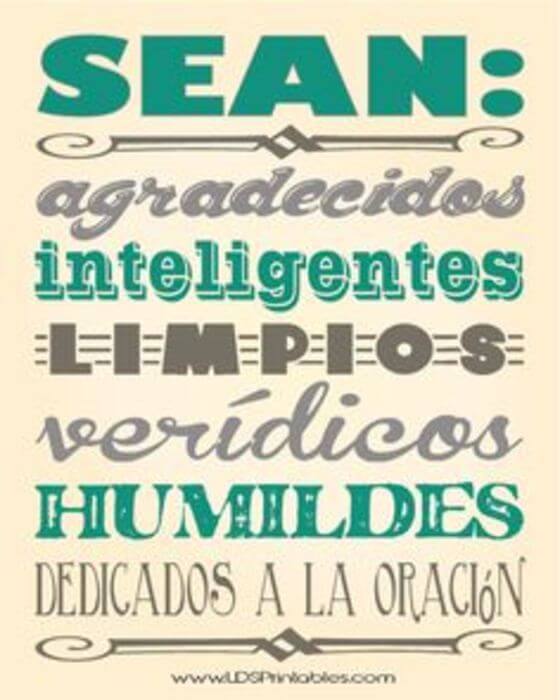 SEAN:
agradecidos
inteligentes
LIMPIOS
verídicos
HUMILDES
DEDICADOS A LA ORACIÓN
www.LDSPrintables.com